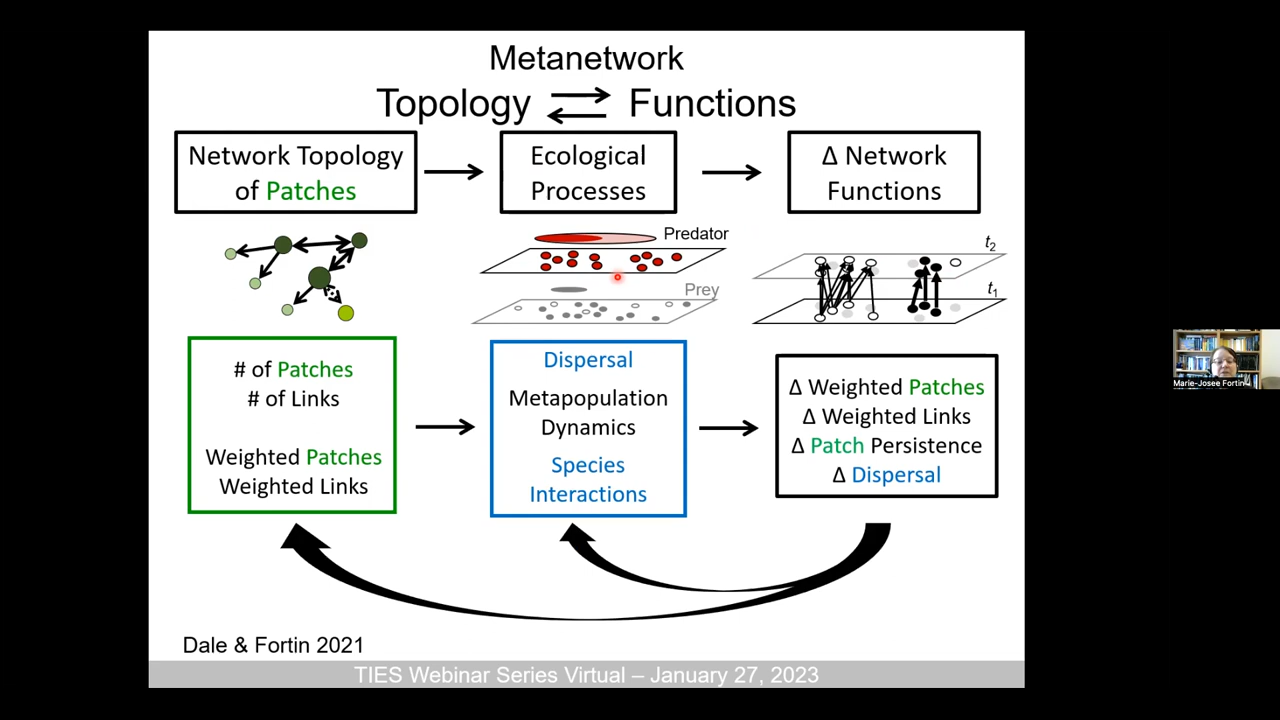 Metanetwork
Topology ⇄ Functions
Network Topology
of Patches
Ecological
Processes
Δ Network
Functions
Predator
Prey
t₂
t₁
# of Patches
# of Links
Weighted Patches
Weighted Links
Dispersal
Metapopulation
Dynamics
Species
Interactions
Δ Weighted Patches
Δ Weighted Links
Δ Patch Persistence
Δ Dispersal
Dale & Fortin 2021
TIES Webinar Series Virtual – January 27, 2023
Marie-Josee Fortin